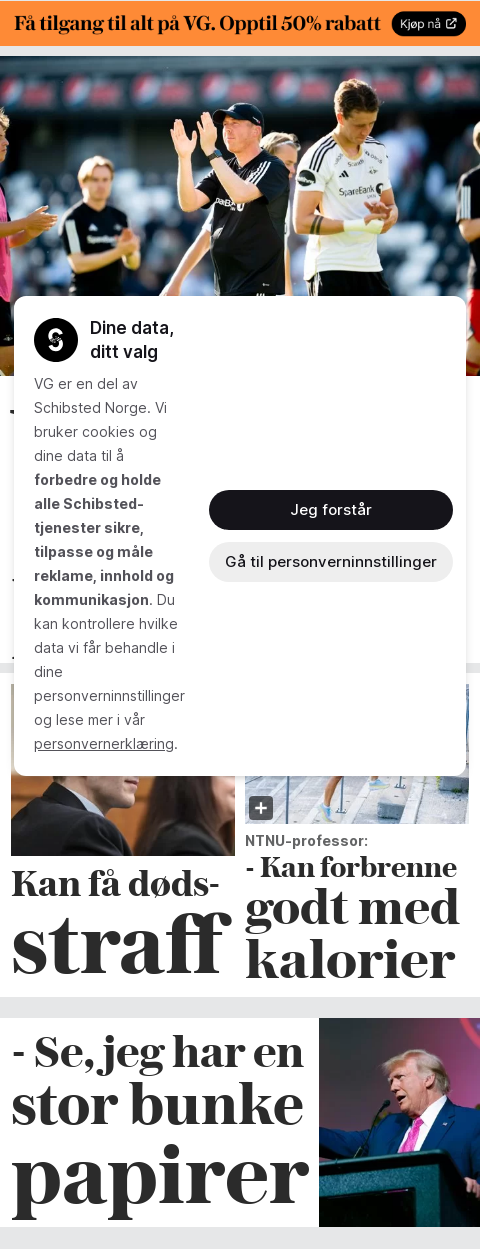 Få tilgang til alt på VG. Opptil 50% rabatt
Kjøp nå
SpareBank
Dine data,
ditt valg
VG er en del av
Schibsted Norge. Vi
bruker cookies og
dine data til å
forbedre og holde
alle Schibsted-
tjenester sikre,
tilpasse og måle
reklame, innhold og
kommunikasjon. Du
kan kontrollere hvilke
data vi får behandle i
dine
personverninnstillinger
og lese mer i vår
personvernerklæring.
Jeg forstår
Gå til personverninnstillinger
Kan få døds-
straff
NTNU-professor:
- Kan forbrenne
godt med
kalorier
- Se, jeg har en
stor bunke
papirer